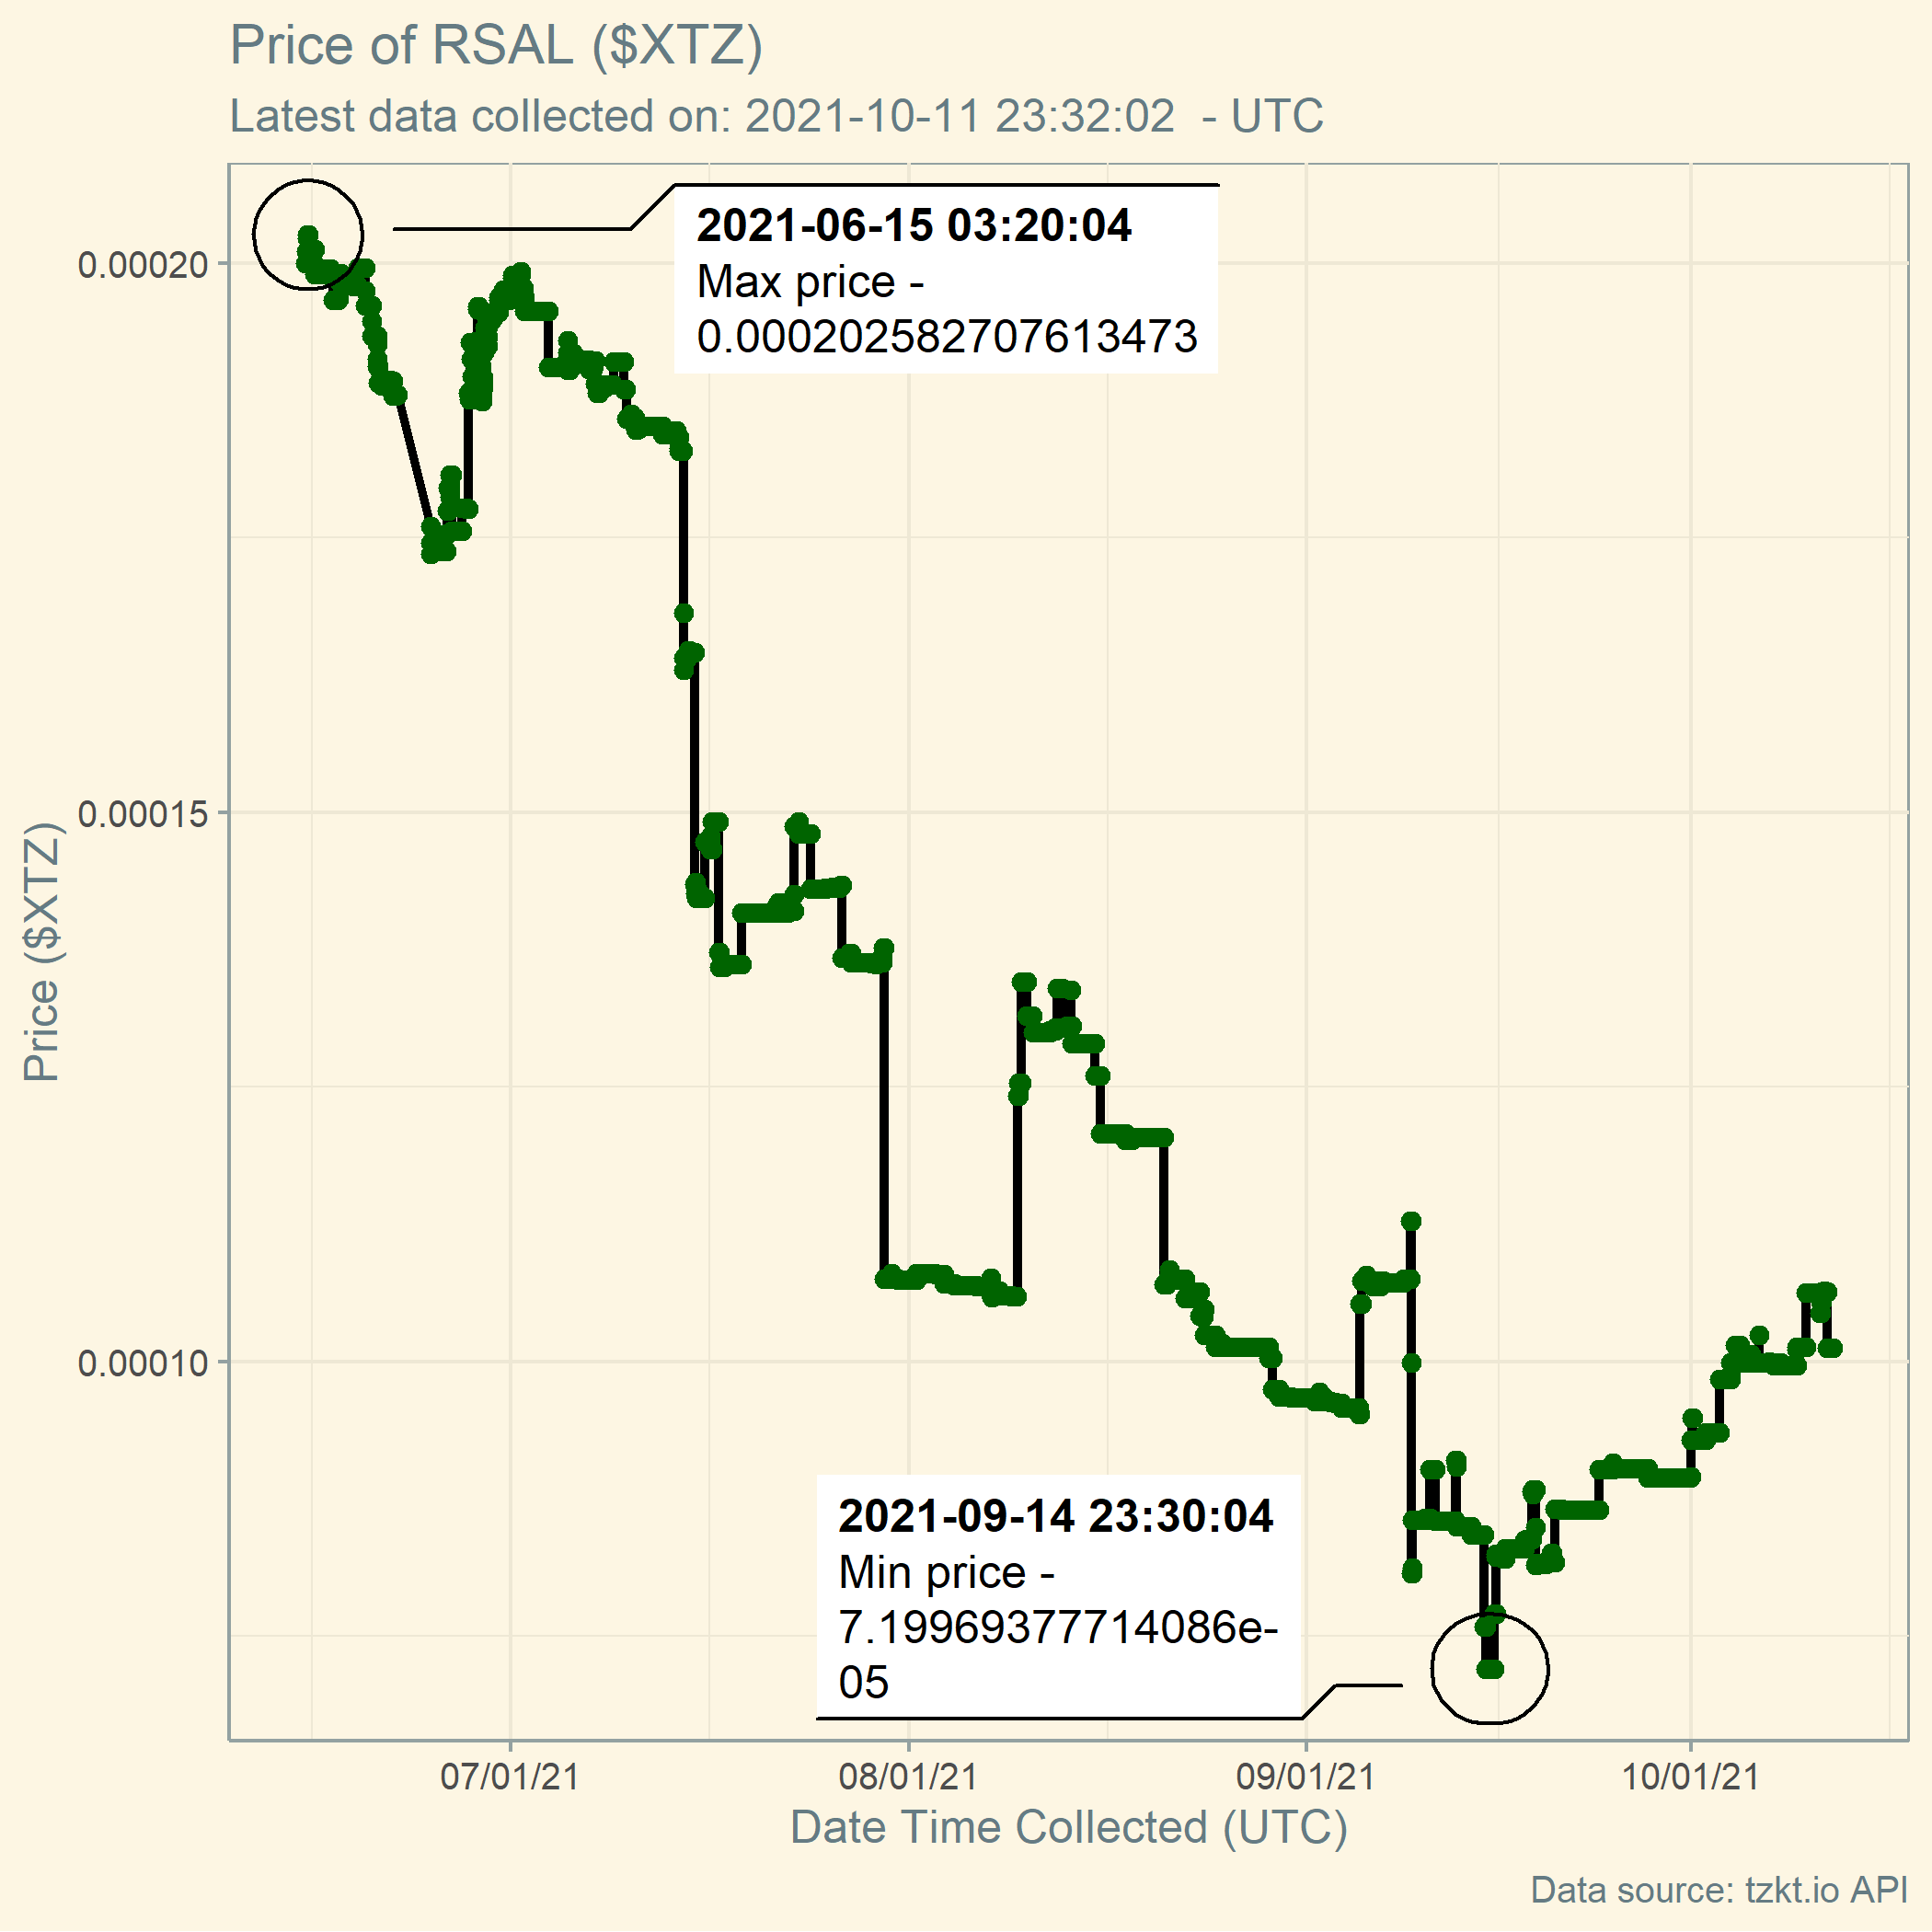 Price of RSAL ($XTZ)
Latest data collected on: 2021-10-11 23:32:02  - UTC
2021-06-15 03:20:04
Max price -
0.000202582707613473
0.00020
0.00015
0.00010
Price ($XTZ)
2021-09-14 23:30:04
Min price -
7.19969377714086e-
05
07/01/21
08/01/21
09/01/21
10/01/21
Date Time Collected (UTC)
Data source: tzkt.io API